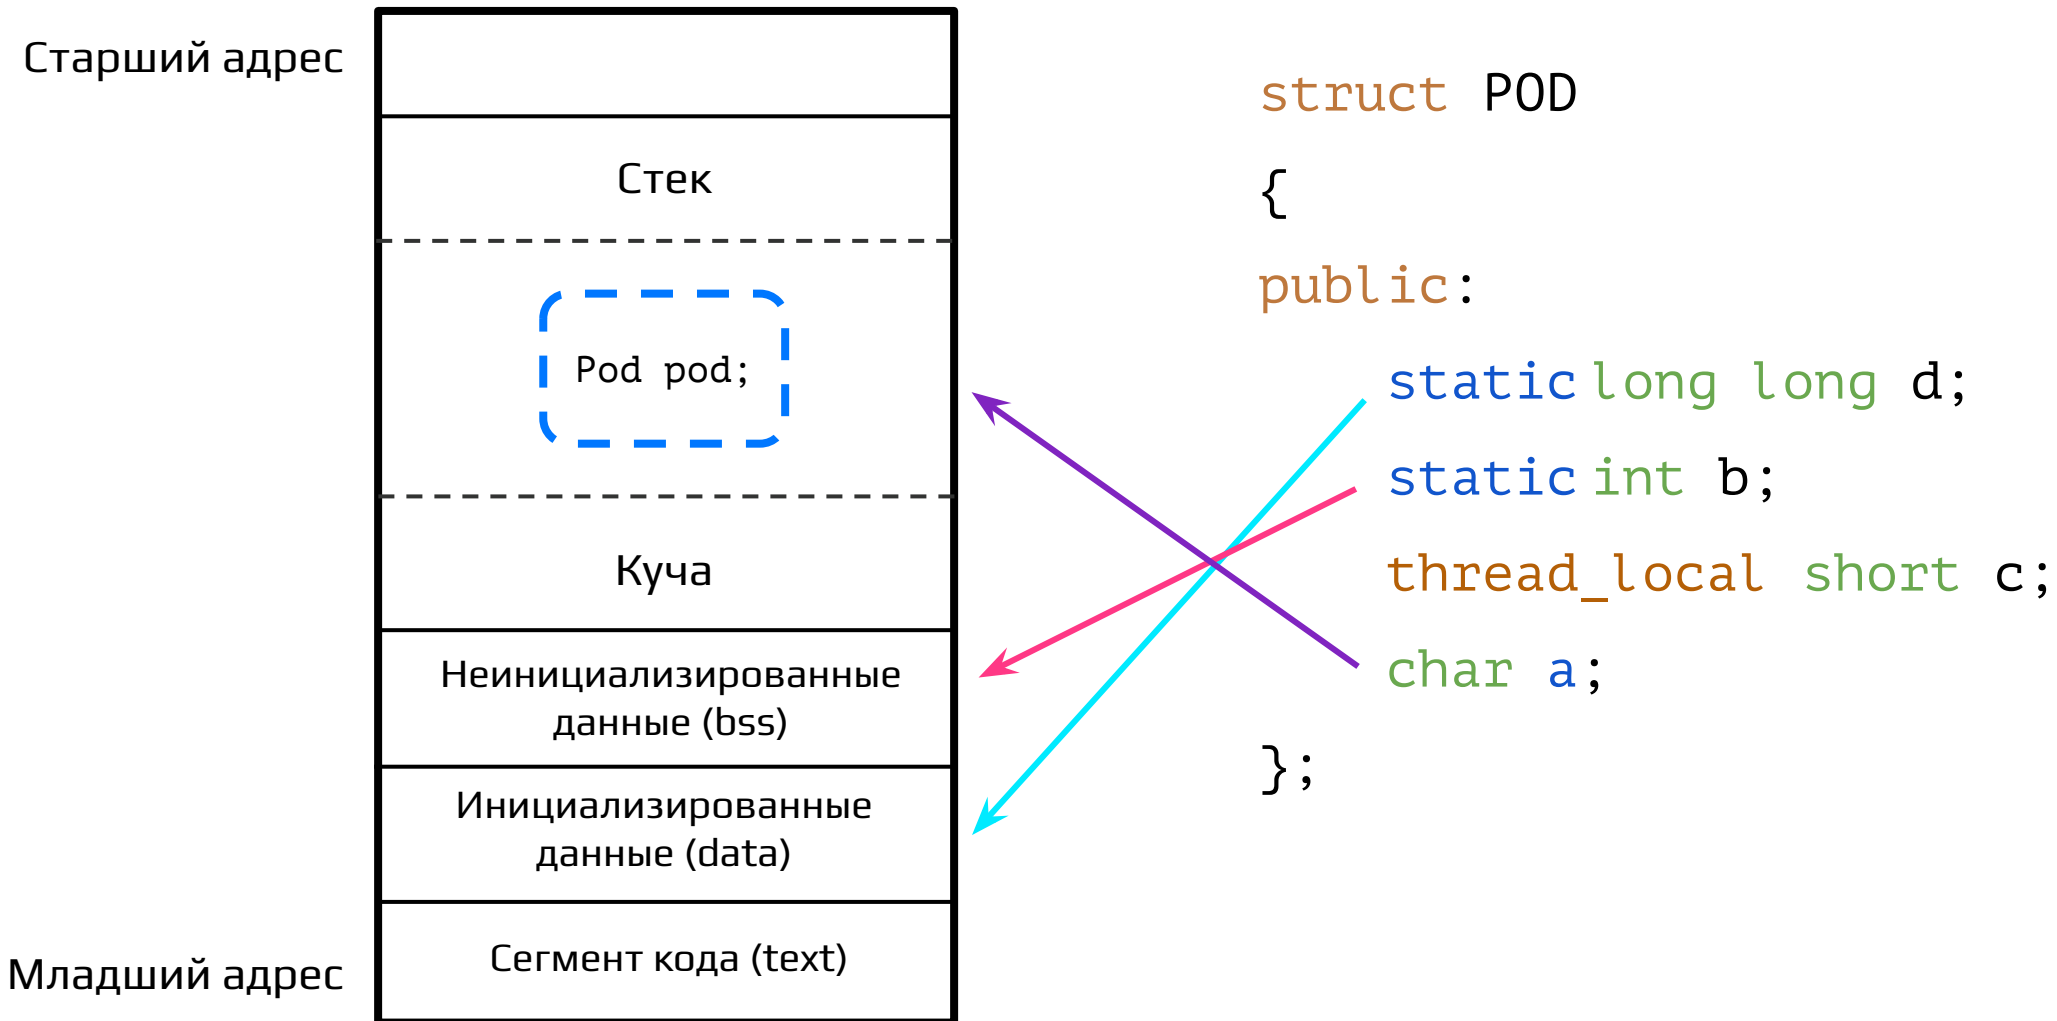 Старший адрес
Стек
Pod pod;
Куча
Неинициализированные
данные (bss)
Инициализированные
данные (data)
Сегмент кода (text)
Младший адрес
struct POD
{
public:
static long long d;
static int b;
thread_local short c;
char a;
};